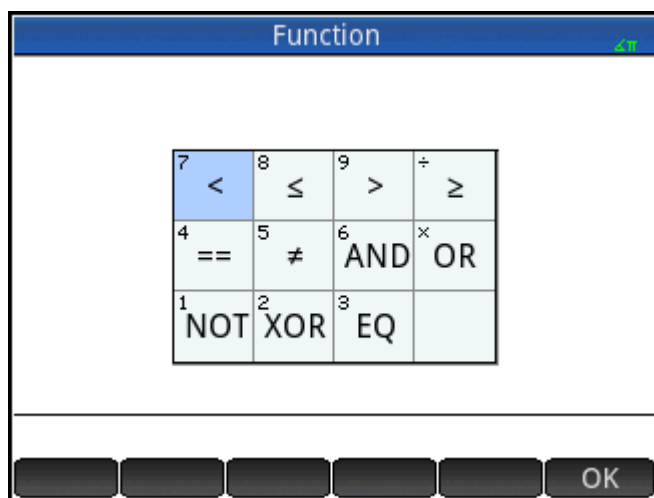 Function
∡π
7 < 8 ≤ 9 > ÷ ≥
4 == 5 ≠ 6 AND × OR
1 NOT 2 XOR 3 EQ
OK